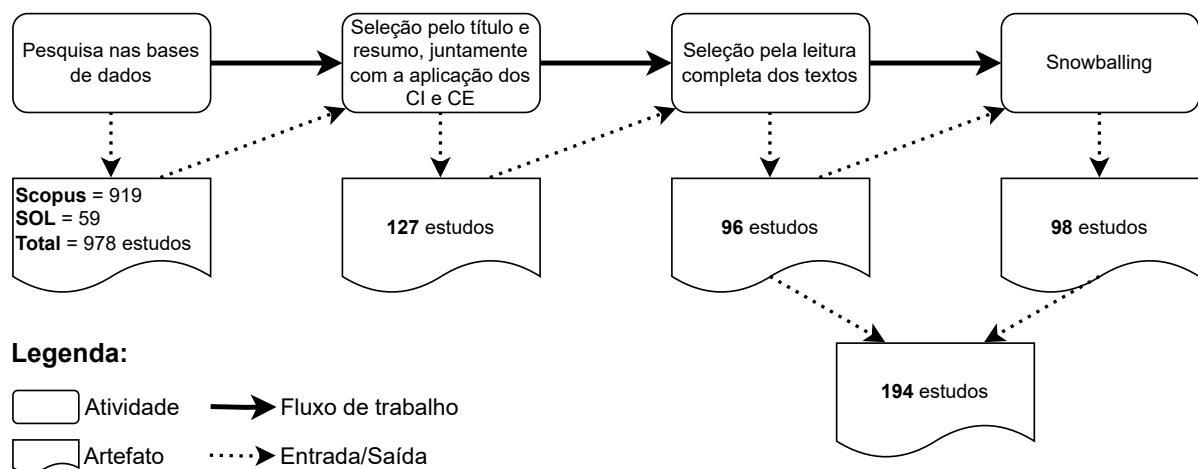 Pesquisa nas bases
de dados
Seleção pelo título e
resumo, juntamente
com a aplicação dos
CI e CE
Seleção pela leitura
completa dos textos
Snowballing
Scopus = 919
SOL = 59
Total = 978 estudos
127 estudos
96 estudos
98 estudos
194 estudos
Legenda:
Atividade
Fluxo de trabalho
Artefato
Entrada/Saída